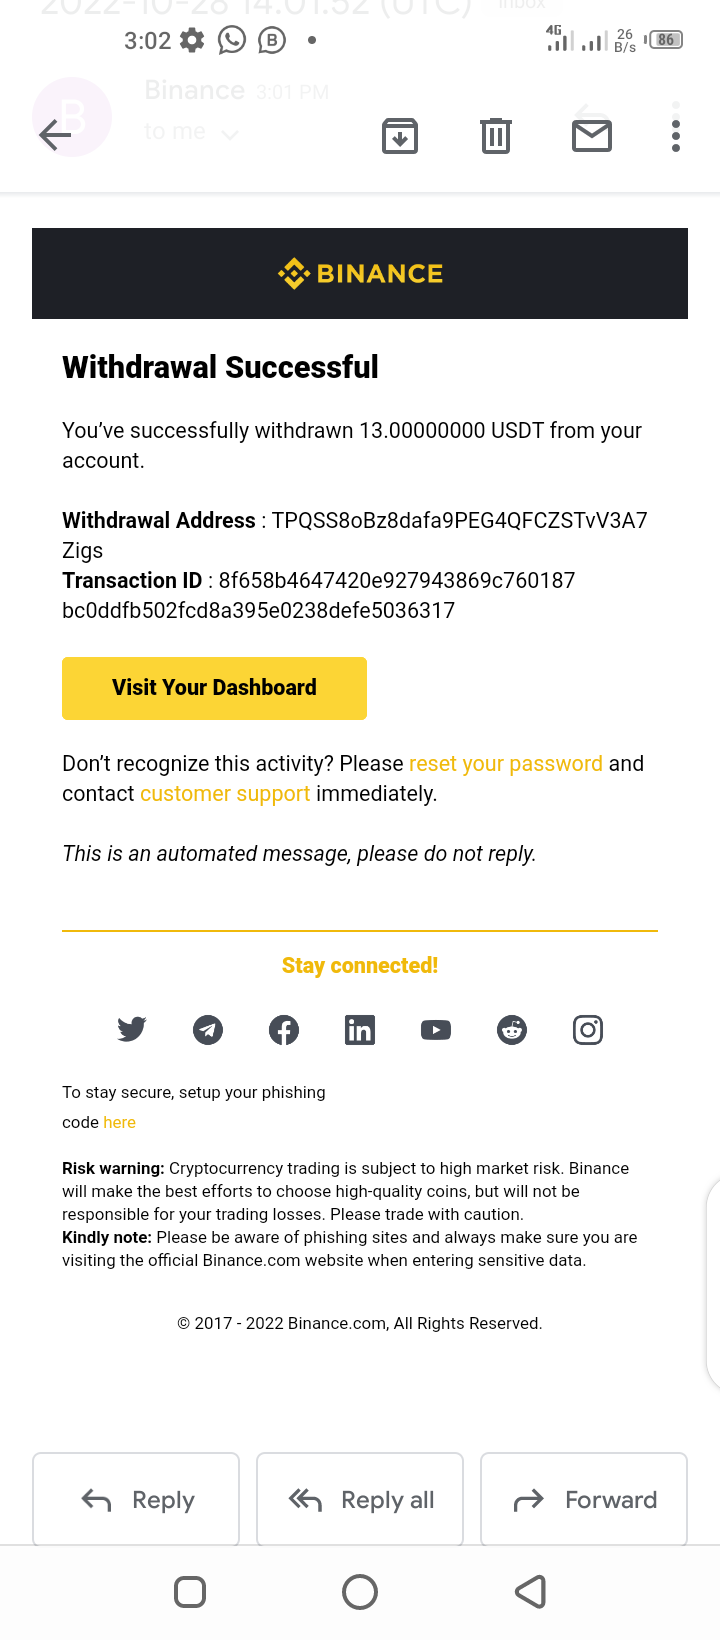 2022-10-28 14:01:52 (UTC) Inbox
3:02 4G 26 B/s 86
B Binance 3:01 PM
to me
BINANCE
Withdrawal Successful
You’ve successfully withdrawn 13.00000000 USDT from your
account.
Withdrawal Address : TPQSS8oBz8dafa9PEG4QFCZSTvV3A7
Zigs
Transaction ID : 8f658b4647420e927943869c760187
bc0ddfb502fcd8a395e0238defe5036317
Visit Your Dashboard
Don’t recognize this activity? Please reset your password and
contact customer support immediately.
This is an automated message, please do not reply.
Stay connected!
To stay secure, setup your phishing
code here
Risk warning: Cryptocurrency trading is subject to high market risk. Binance
will make the best efforts to choose high-quality coins, but will not be
responsible for your trading losses. Please trade with caution.
Kindly note: Please be aware of phishing sites and always make sure you are
visiting the official Binance.com website when entering sensitive data.
© 2017 - 2022 Binance.com, All Rights Reserved.
Reply Reply all Forward